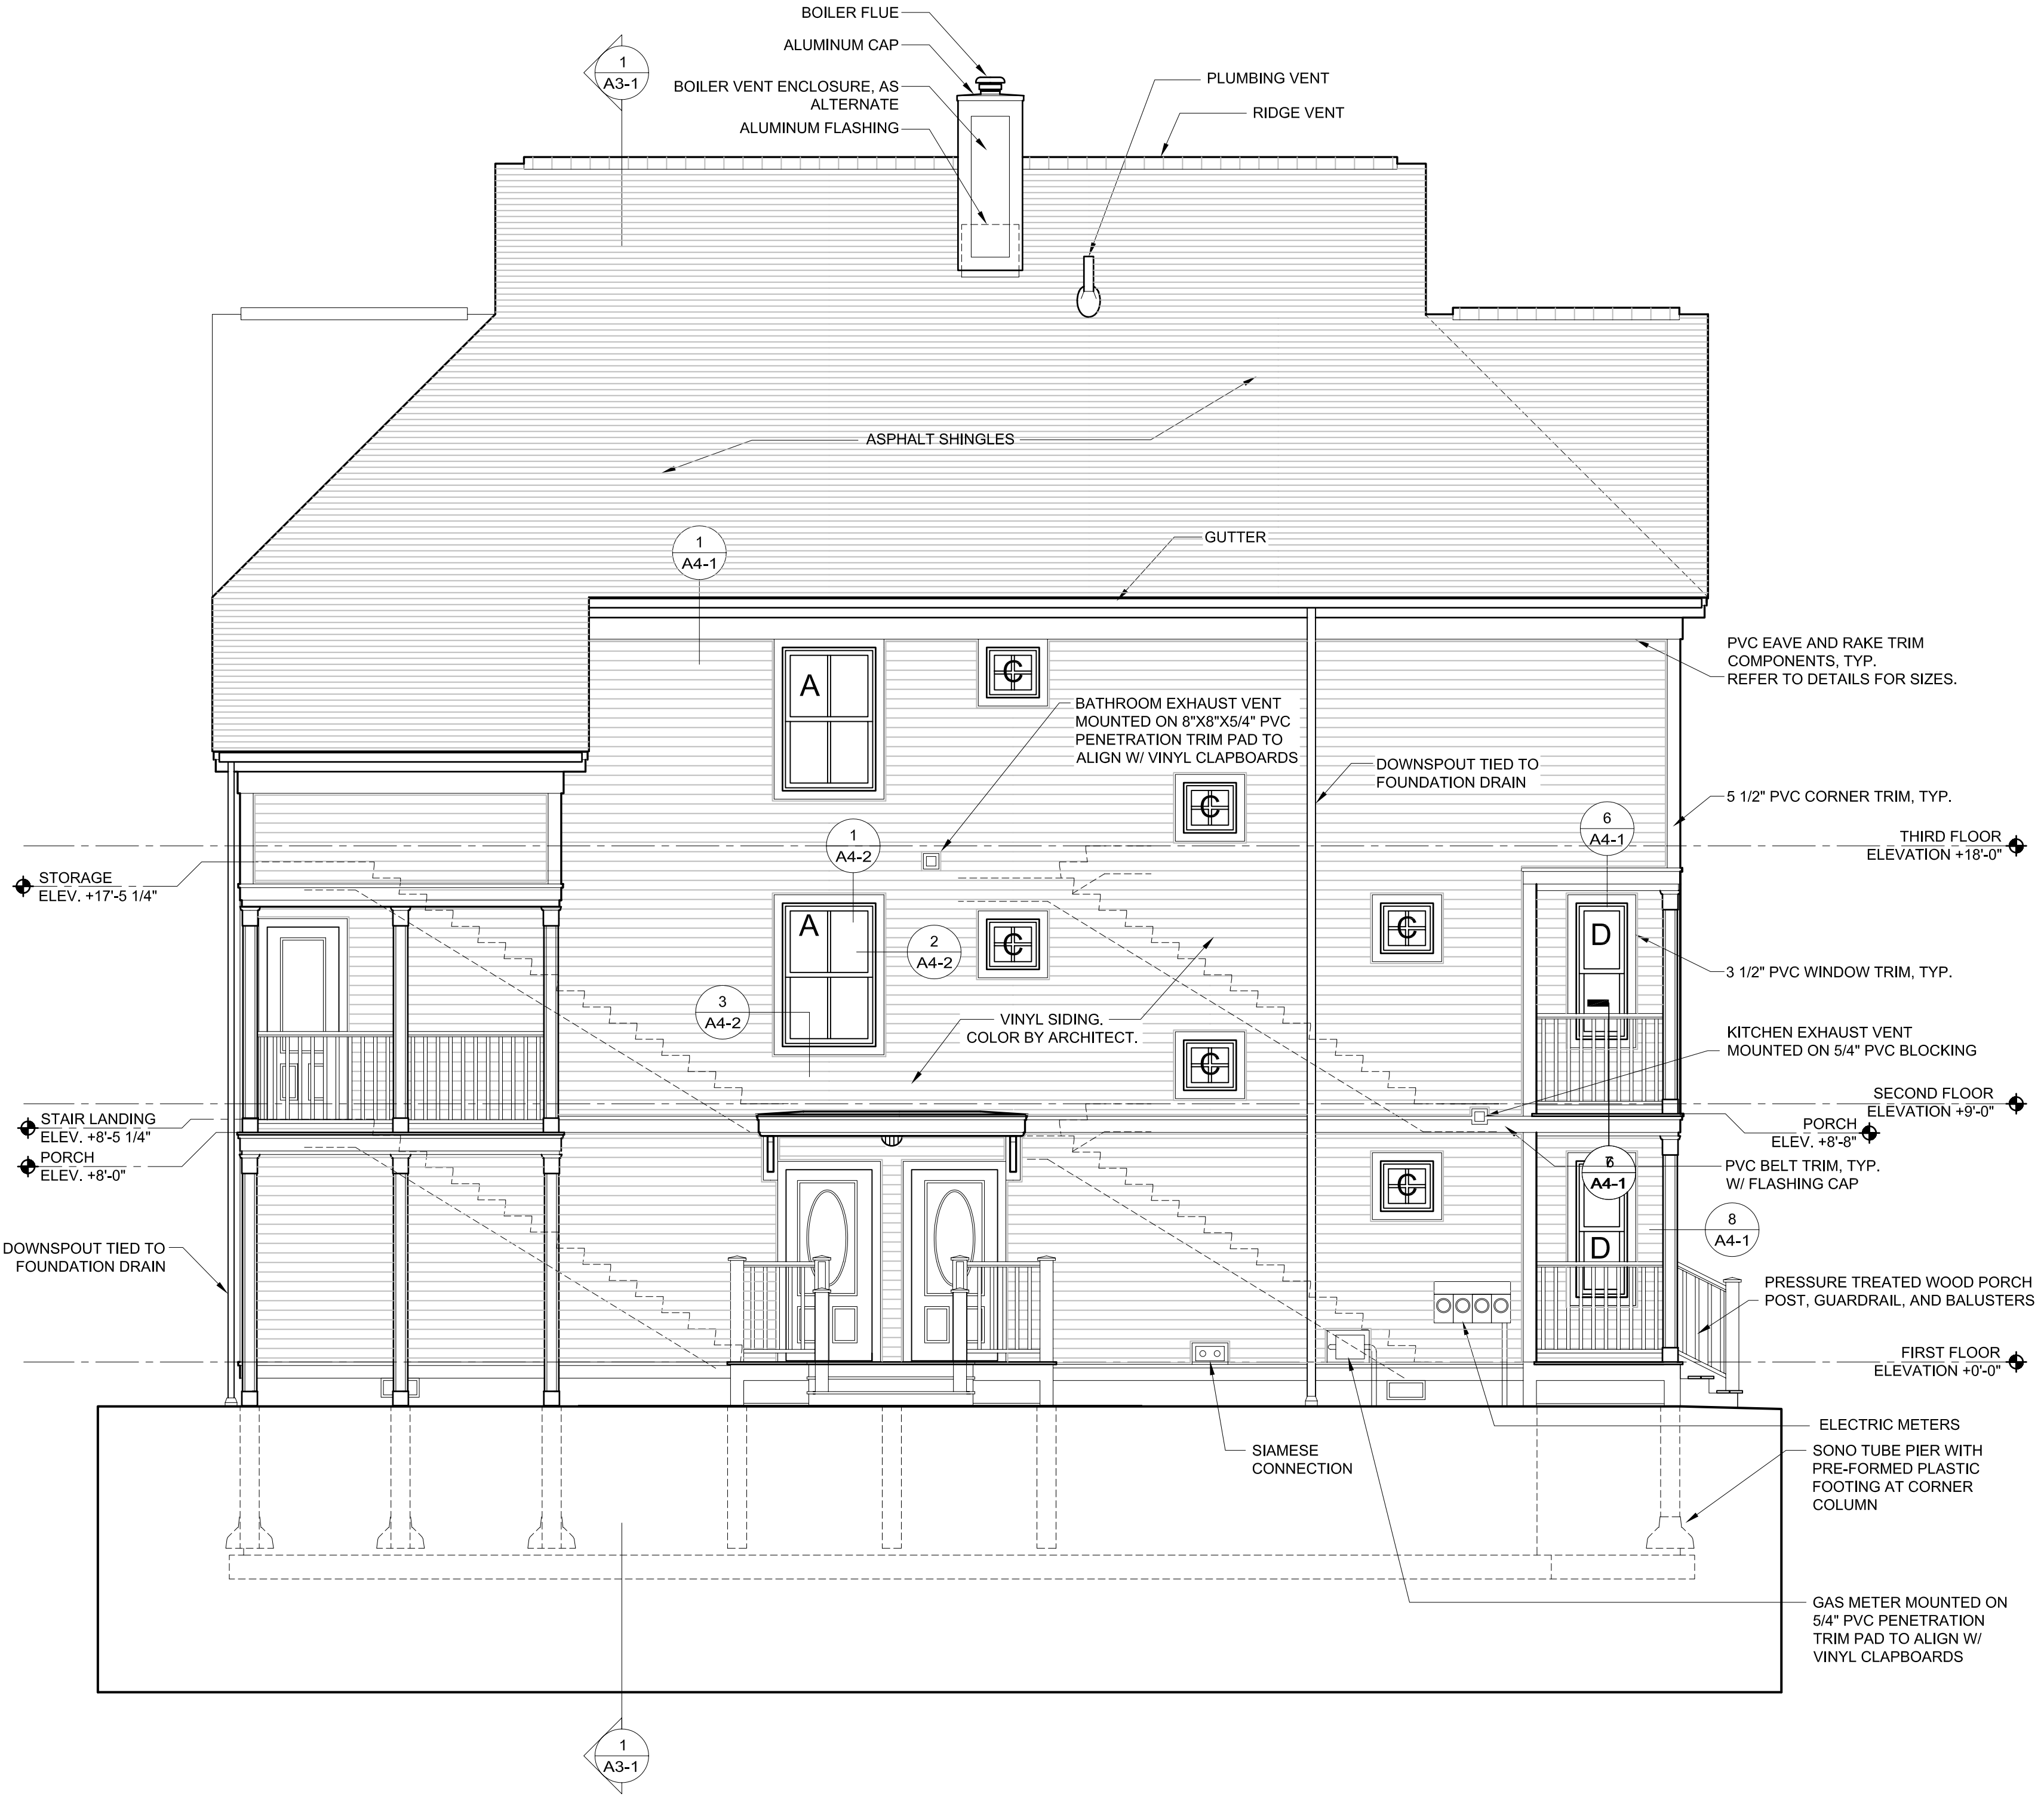 BOILER FLUE
ALUMINUM CAP
BOILER VENT ENCLOSURE, AS
ALTERNATE
ALUMINUM FLASHING
1
A3-1
PLUMBING VENT
RIDGE VENT
ASPHALT SHINGLES
1
A4-1
GUTTER
PVC EAVE AND RAKE TRIM
COMPONENTS, TYP.
REFER TO DETAILS FOR SIZES.
A
C
BATHROOM EXHAUST VENT
MOUNTED ON 8"X8"X5/4" PVC
PENETRATION TRIM PAD TO
ALIGN W/ VINYL CLAPBOARDS
DOWNSPOUT TIED TO
FOUNDATION DRAIN
C
5 1/2" PVC CORNER TRIM, TYP.
6
A4-1
1
A4-2
THIRD FLOOR
ELEVATION +18'-0"
STORAGE
ELEV. +17'-5 1/4"
A
C
C
D
2
A4-2
3 1/2" PVC WINDOW TRIM, TYP.
3
A4-2
VINYL SIDING.
COLOR BY ARCHITECT.
KITCHEN EXHAUST VENT
MOUNTED ON 5/4" PVC BLOCKING
C
SECOND FLOOR
ELEVATION +9'-0"
STAIR LANDING
ELEV. +8'-5 1/4"
PORCH
ELEV. +8'-8"
PORCH
ELEV. +8'-0"
PVC BELT TRIM, TYP.
W/ FLASHING CAP
A4-1
C
8
A4-1
D
DOWNSPOUT TIED TO
FOUNDATION DRAIN
PRESSURE TREATED WOOD PORCH
POST, GUARDRAIL, AND BALUSTERS
FIRST FLOOR
ELEVATION +0'-0"
ELECTRIC METERS
SIAMESE
CONNECTION
SONO TUBE PIER WITH
PRE-FORMED PLASTIC
FOOTING AT CORNER
COLUMN
GAS METER MOUNTED ON
5/4" PVC PENETRATION
TRIM PAD TO ALIGN W/
VINYL CLAPBOARDS
1
A3-1